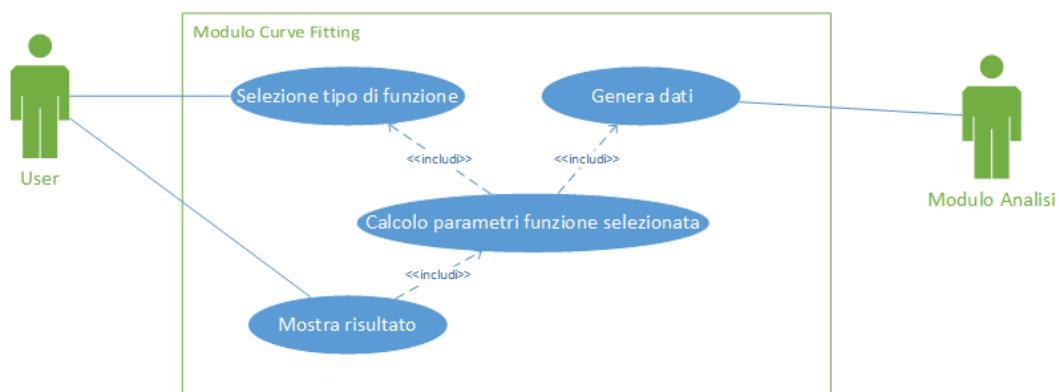 Modulo Curve Fitting
Selezione tipo di funzione
Genera dati
<<includi>>
<<includi>>
User
Modulo Analisi
Calcolo parametri funzione selezionata
<<includi>>
Mostra risultato